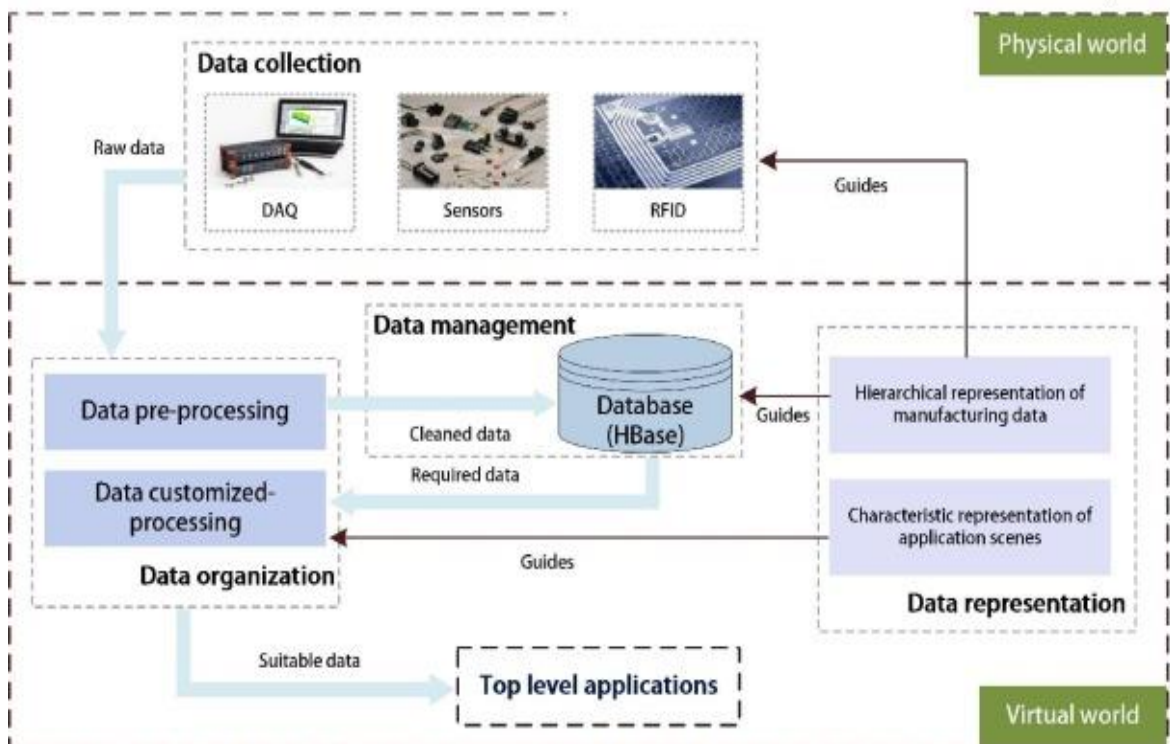 Physical world
Data collection
Raw data
DAQ
Sensors
RFID
Guides
Data management
Data pre-processing
Cleaned data
Database
(HBase)
Guides
Hierarchical representation of
manufacturing data
Required data
Data customized-
processing
Characteristic representation of
application scenes
Guides
Data organization
Data representation
Suitable data
Top level applications
Virtual world